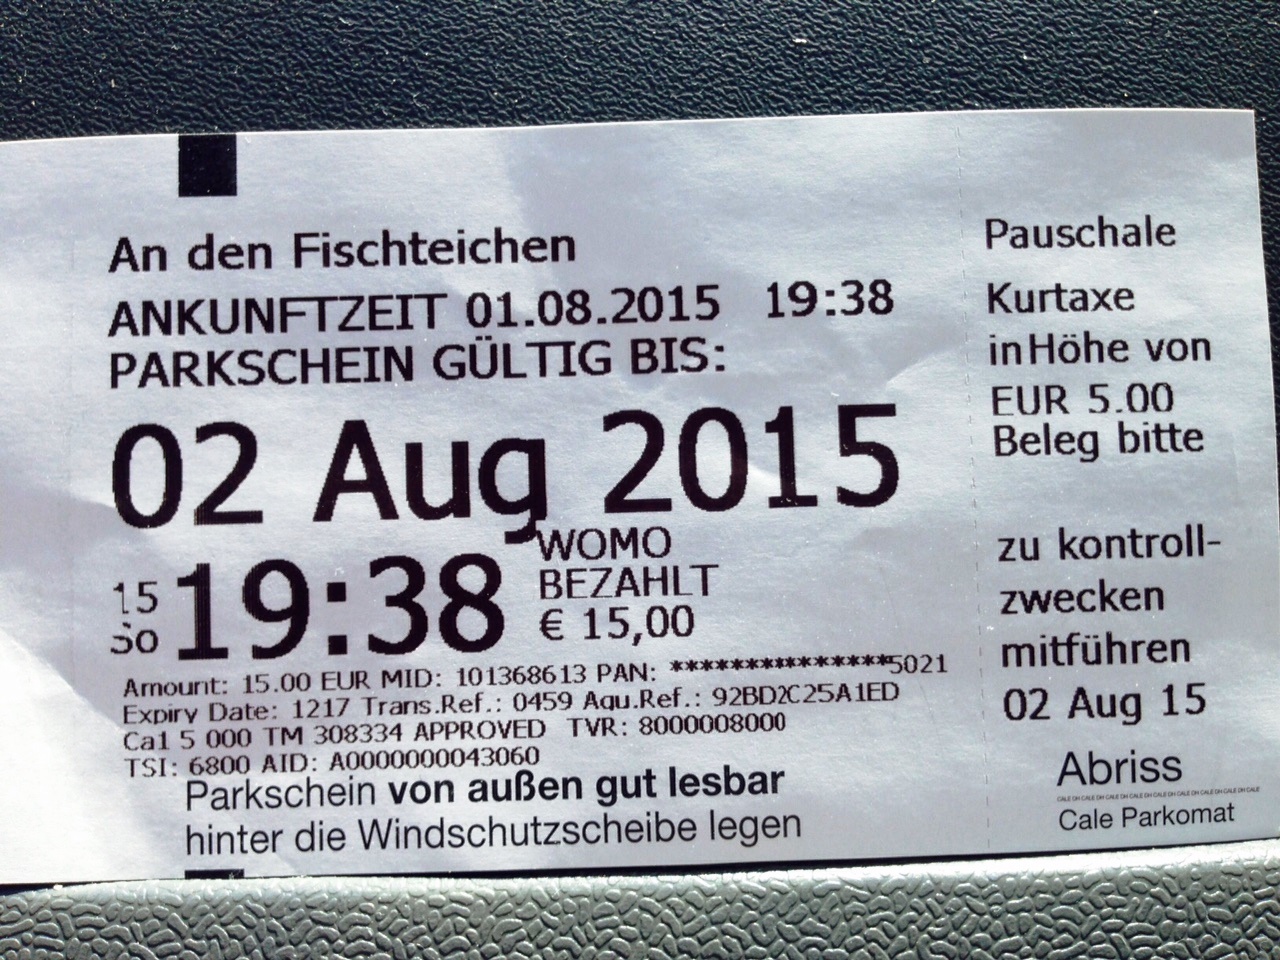 An den Fischteichen
ANKUNFTZEIT 01.08.2015 19:38
PARKSCHEIN GÜLTIG BIS:
02 Aug 2015
15
So
19:38
WOMO
BEZAHLT
€ 15,00
Amount: 15.00 EUR MID: 101368613 PAN: ***************5021
Expiry Date: 1217 Trans.Ref.: 0459 Aqu.Ref.: 92BD2C25A1ED
Ca1 5 000 TM 308334 APPROVED TVR: 8000008000
TSI: 6800 AID: A0000000043060
Parkschein von außen gut lesbar
hinter die Windschutzscheibe legen
Pauschale
Kurtaxe
in Höhe von
EUR 5.00
Beleg bitte
zu kontroll-
zwecken
mitführen
02 Aug 15
Abriss
Cale Parkomat